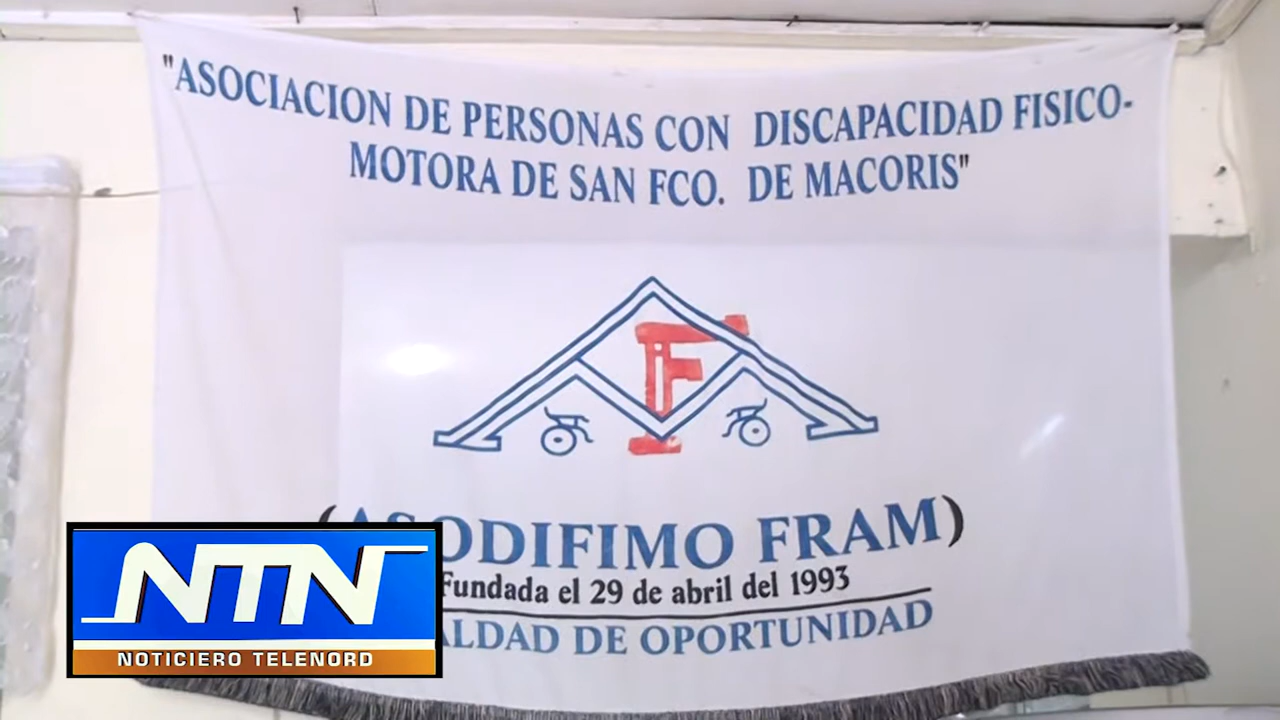 "ASOCIACION DE PERSONAS CON DISCAPACIDAD FISICO-
MOTORA DE SAN FCO. DE MACORIS"
F
(ASODIFIMO FRAM)
Fundada el 29 de abril del 1993
ALDAD DE OPORTUNIDAD
NTN
NOTICIERO TELENORD